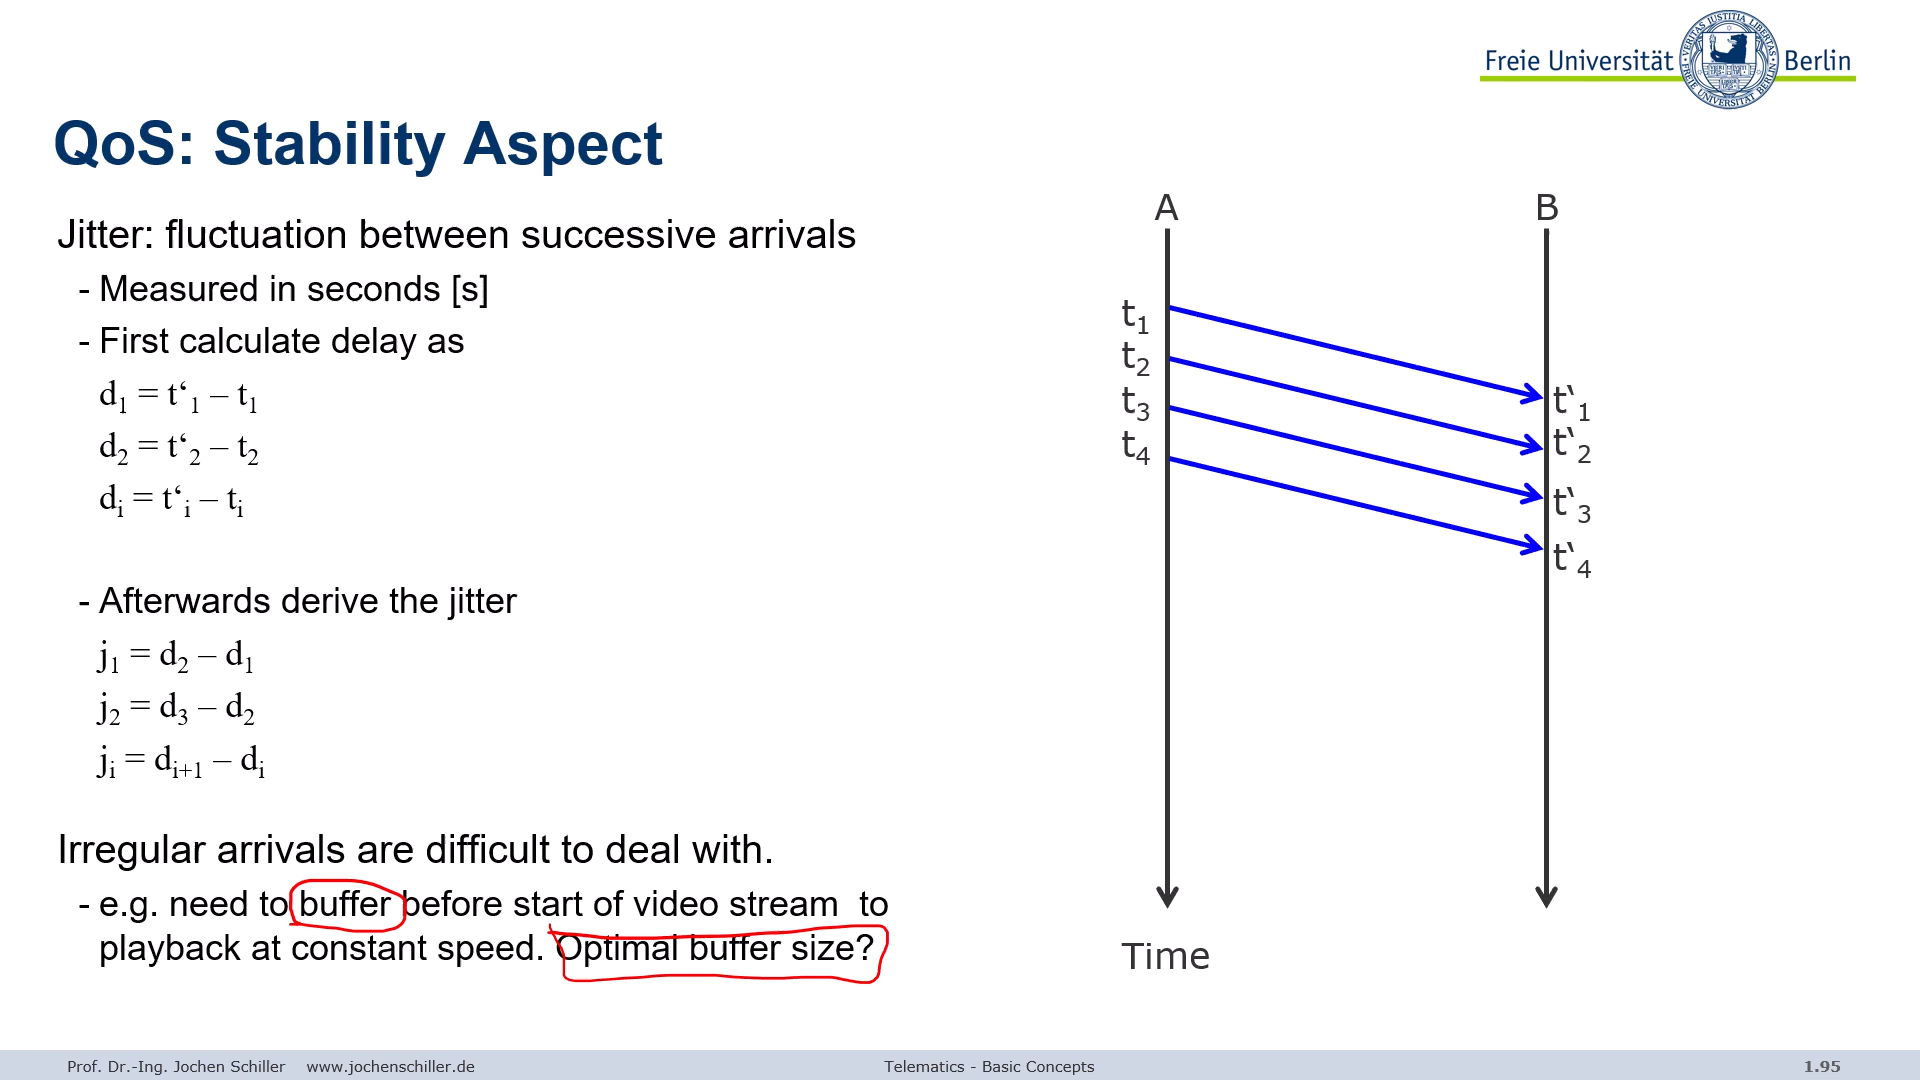 Freie Universität Berlin
QoS: Stability Aspect
Jitter: fluctuation between successive arrivals
- Measured in seconds [s]
- First calculate delay as
d₁ = t‘₁ – t₁
d₂ = t‘₂ – t₂
dᵢ = t‘ᵢ – tᵢ
- Afterwards derive the jitter
j₁ = d₂ – d₁
j₂ = d₃ – d₂
jᵢ = dᵢ₊₁ – dᵢ
Irregular arrivals are difficult to deal with.
- e.g. need to buffer before start of video stream to
playback at constant speed. Optimal buffer size?
A B
t₁
t₂
t₃
t₄
t‘₁
t‘₂
t‘₃
t‘₄
Time
Prof. Dr.-Ing. Jochen Schiller www.jochenschiller.de Telematics - Basic Concepts 1.95